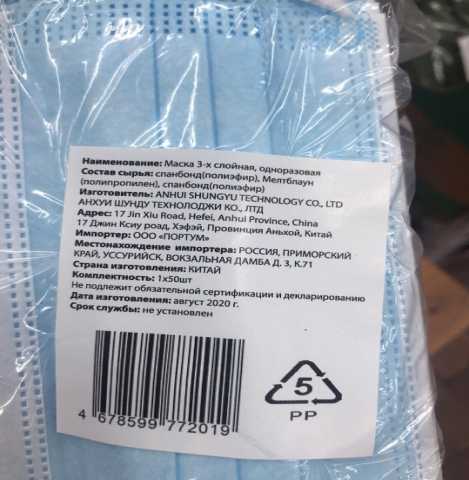 Наименование: Маска 3-х слойная, одноразовая
Состав сырья: спанбонд(полиэфир), Мелтблаун
(полипропилен), спанбонд(полиэфир)
Изготовитель: ANHUI SHUNGYU TECHNOLOGY CO., LTD
АНХУИ ШУНДУ ТЕХНОЛОДЖИ КО., ЛТД
Адрес: 17 Jin Xiu Road, Hefei, Anhui Province, China
17 Джин Ксиу роад, Хэфэй, Провинция Аньхой, Китай
Импортер: ООО «ПОРТУМ»
Местонахождение импортера: РОССИЯ, ПРИМОРСКИЙ
КРАЙ, УССУРИЙСК, ВОКЗАЛЬНАЯ ДАМБА Д. 3, К.71
Страна изготовления: КИТАЙ
Комплектность: 1х50шт
Не подлежит обязательной сертификации и декларированию
Дата изготовления: август 2020 г.
Срок службы: не установлен
4 678599 772019
5
PP